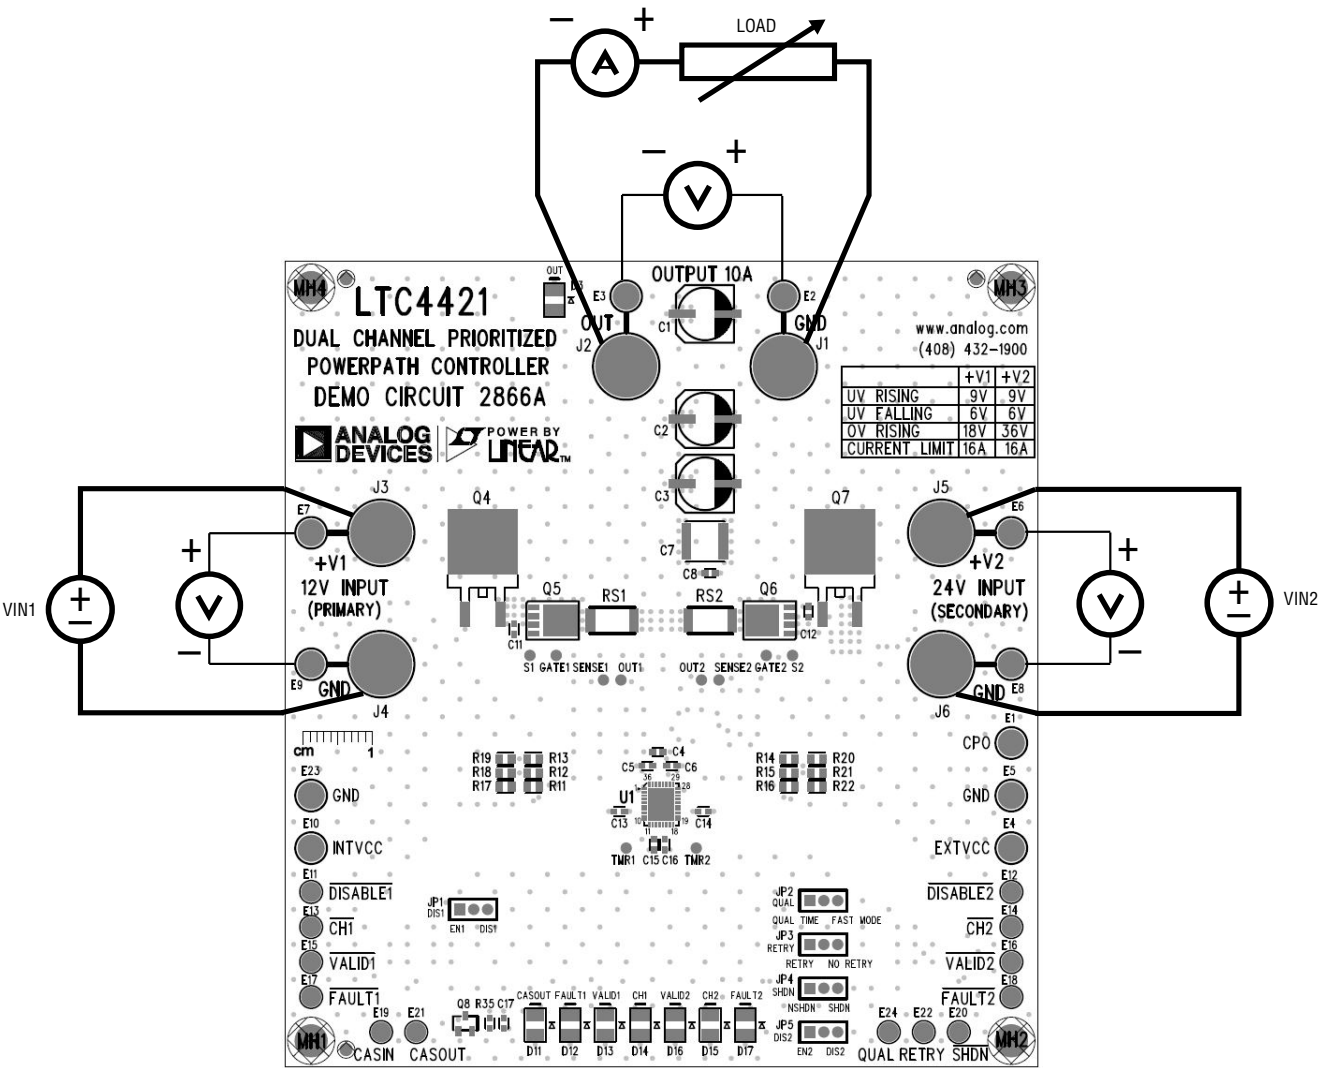 − + LOAD
A
− +
V
OUT
D3
OUTPUT 10A
MH4
LTC4421
E3
E2
MH3
C1
OUT
GND
J2
J1
www.analog.com
(408) 432-1900
DUAL CHANNEL PRIORITIZED
POWERPATH CONTROLLER
DEMO CIRCUIT 2866A
+V1 +V2
UV RISING 9V 9V
UV FALLING 6V 6V
OV RISING 18V 36V
CURRENT LIMIT 16A 16A
C2
ANALOG
DEVICES
POWER BY
LINEAR™
C3
J3
Q4
Q7
J5
E7
E6
+V1
12V INPUT
(PRIMARY)
+
V
−
VIN1
+
−
C7
C8
+V2
24V INPUT
(SECONDARY)
+
V
−
+
−
VIN2
Q5
RS1
RS2
Q6
C11
C12
S1 GATE1 SENSE1 OUT1
OUT2 SENSE2 GATE2 S2
E9
GND
J4
GND
E8
J6
cm 1
E1
CPO
R19 R13
R18 R12
R17 R11
C4
C5 C6
36 29
1 28
U1
10 19
11 18
C13
C14
C15 C16
TMR1
TMR2
R14 R20
R15 R21
R16 R22
E23
GND
E5
GND
E10
INTVCC
E4
EXTVCC
E11
DISABLE1
E12
DISABLE2
E13
CH1
E14
CH2
E15
VALID1
E16
VALID2
E17
FAULT1
E18
FAULT2
JP1
DIS1
EN1 DIS1
JP2
QUAL
QUAL TIME FAST MODE
JP3
RETRY
RETRY NO RETRY
JP4
SHDN
NSHDN SHDN
JP5
DIS2
EN2 DIS2
Q8 R35 C17
CASOUT FAULT1 VALID1 CH1 VALID2 CH2 FAULT2
D11 D12 D13 D14 D16 D15 D17
MH1
E19
CASIN
E21
CASOUT
E24 E22 E20
QUAL RETRY SHDN
MH2